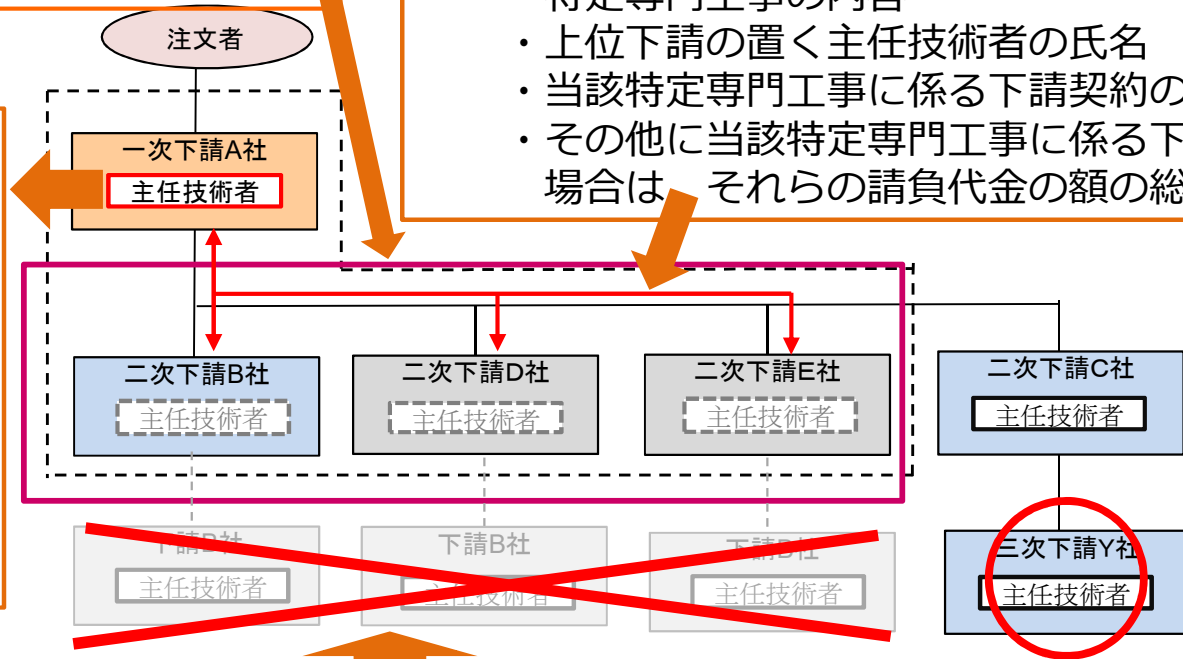 特定専門工事の内容
・上位下請の置く主任技術者の氏名
・当該特定専門工事に係る下請契約の
・その他に当該特定専門工事に係る下
場合は、それらの請負代金の額の総
注文者
一次下請A社
主任技術者
二次下請B社
主任技術者
二次下請D社
主任技術者
二次下請E社
主任技術者
二次下請C社
主任技術者
下請B社
主任技術者
下請B社
主任技術者
下請B社
主任技術者
三次下請Y社
主任技術者